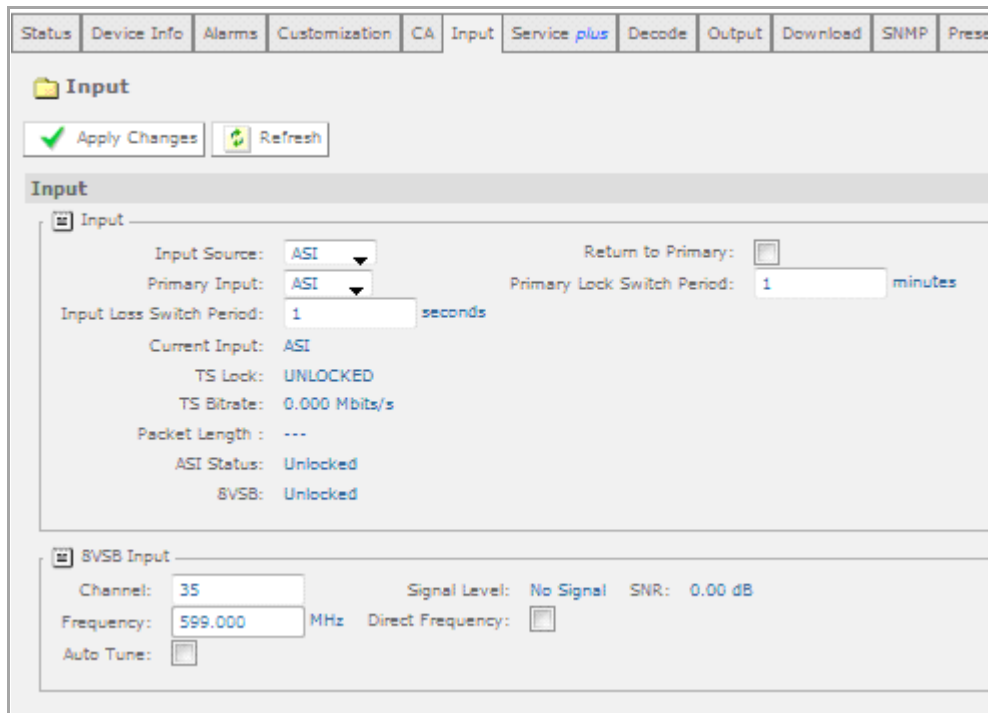 Status Device Info Alarms Customization CA Input Service plus Decode Output Download SNMP Prese
Input
Apply Changes Refresh
Input
Input
Input Source: ASI Return to Primary:
Primary Input: ASI Primary Lock Switch Period: 1 minutes
Input Loss Switch Period: 1 seconds
Current Input: ASI
TS Lock: UNLOCKED
TS Bitrate: 0.000 Mbits/s
Packet Length : ---
ASI Status: Unlocked
8VSB: Unlocked
8VSB Input
Channel: 35 Signal Level: No Signal SNR: 0.00 dB
Frequency: 599.000 MHz Direct Frequency:
Auto Tune: